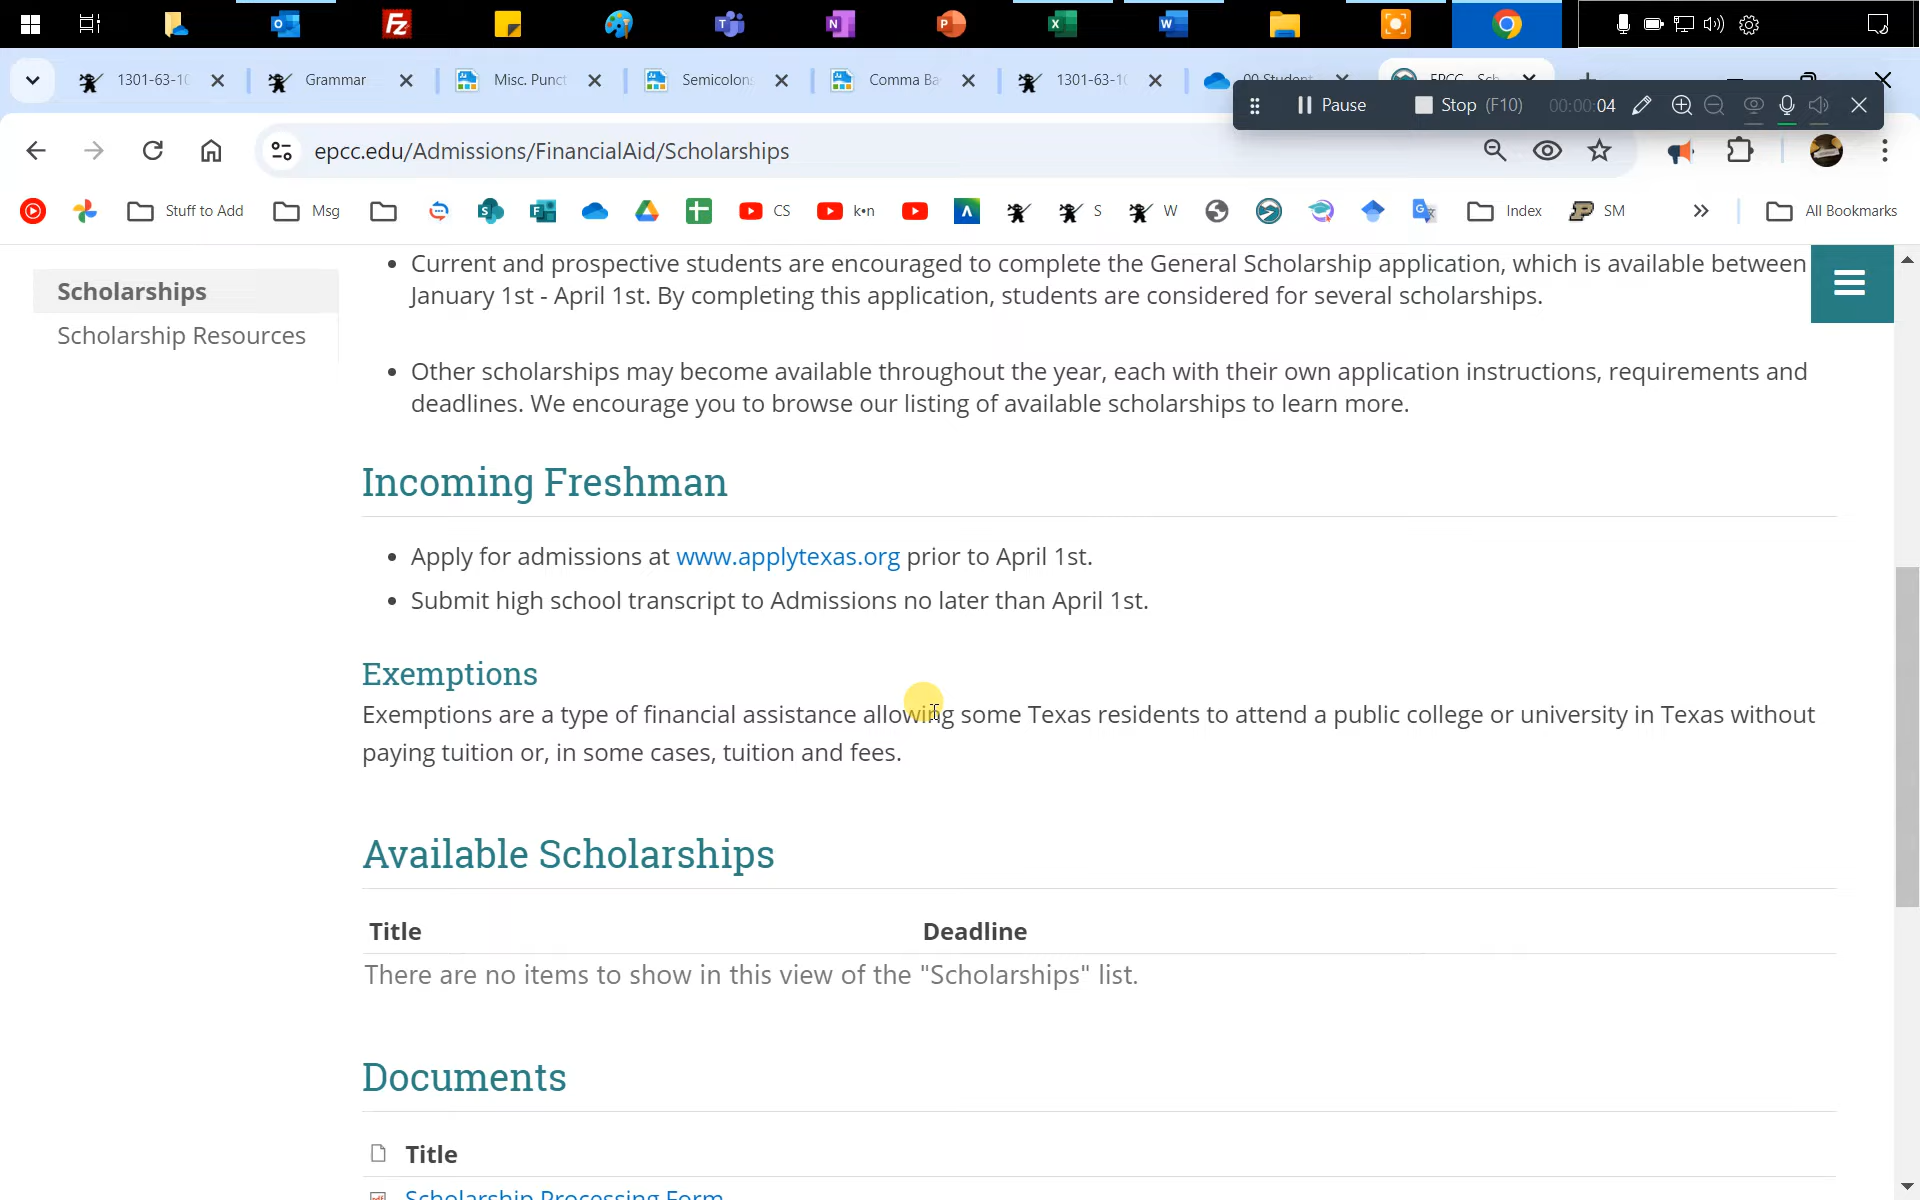 1301-63-10
Grammar
Misc. Punct
Semicolon
Comma Ba
1301-63-10
00 Student
EPCC - Sch
Pause
Stop (F10)
00:00:04
epcc.edu/Admissions/FinancialAid/Scholarships
Stuff to Add
Msg
CS
k•n
S
W
Index
SM
All Bookmarks
Scholarships
Scholarship Resources
Current and prospective students are encouraged to complete the General Scholarship application, which is available between
January 1st - April 1st. By completing this application, students are considered for several scholarships.
Other scholarships may become available throughout the year, each with their own application instructions, requirements and
deadlines. We encourage you to browse our listing of available scholarships to learn more.
Incoming Freshman
Apply for admissions at www.applytexas.org prior to April 1st.
Submit high school transcript to Admissions no later than April 1st.
Exemptions
Exemptions are a type of financial assistance allowing some Texas residents to attend a public college or university in Texas without
paying tuition or, in some cases, tuition and fees.
Available Scholarships
Title Deadline
There are no items to show in this view of the "Scholarships" list.
Documents
Title
Scholarship Processing Form